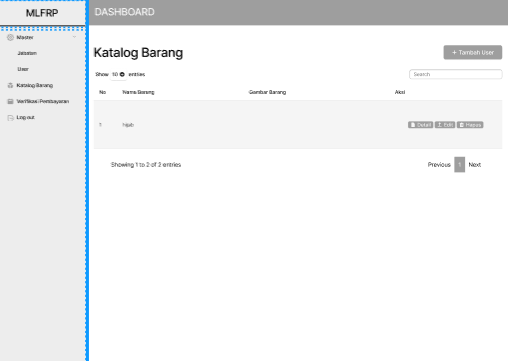 MLFRP
DASHBOARD
Master
Jabatan
User
Katalog Barang
Verifikasi Pembayaran
Log out
Katalog Barang
+ Tambah User
Show 10 entries
Search
No Nama Barang Gambar Barang Aksi
1 hijab Detail Edit Hapus
Showing 1 to 2 of 2 entries
Previous 1 Next